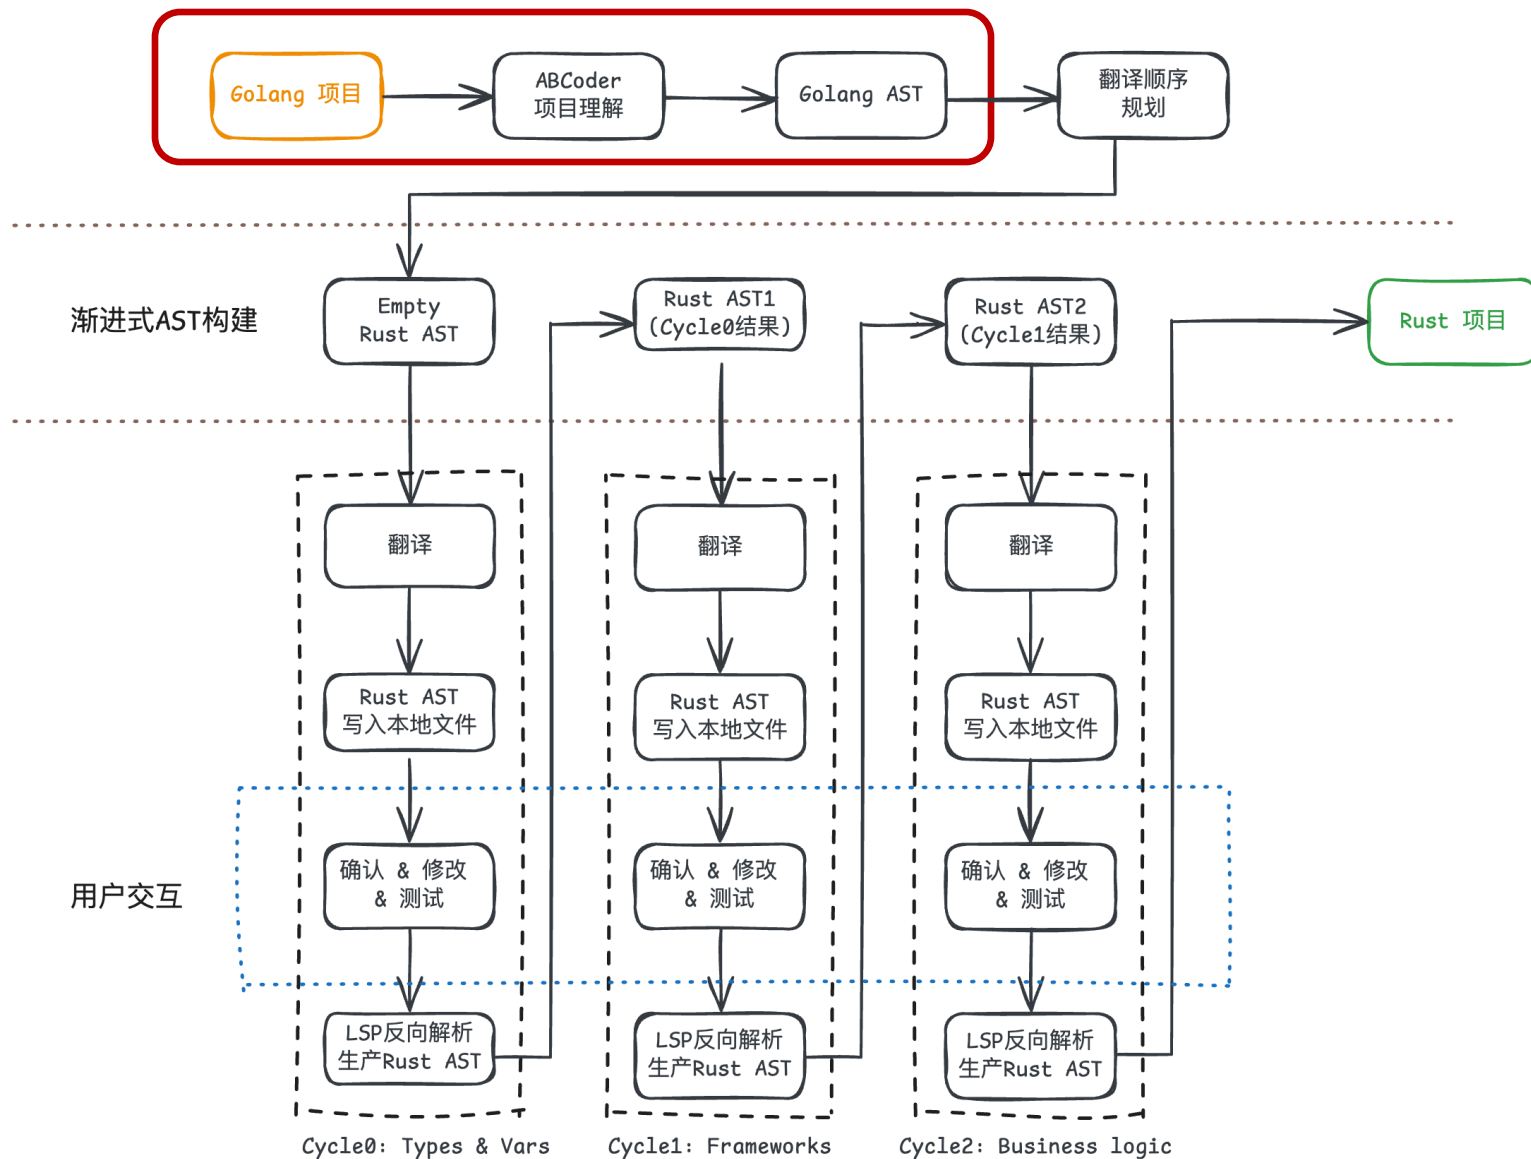 Golang 项目
ABCoder
项目理解
Golang AST
翻译顺序
规划
渐进式AST构建
Empty
Rust AST
Rust AST1
(Cycle0结果)
Rust AST2
(Cycle1结果)
Rust 项目
翻译
翻译
翻译
Rust AST
写入本地文件
Rust AST
写入本地文件
Rust AST
写入本地文件
用户交互
确认 & 修改
& 测试
确认 & 修改
& 测试
确认 & 修改
& 测试
LSP反向解析
生产Rust AST
LSP反向解析
生产Rust AST
LSP反向解析
生产Rust AST
Cycle0: Types & Vars
Cycle1: Frameworks
Cycle2: Business logic